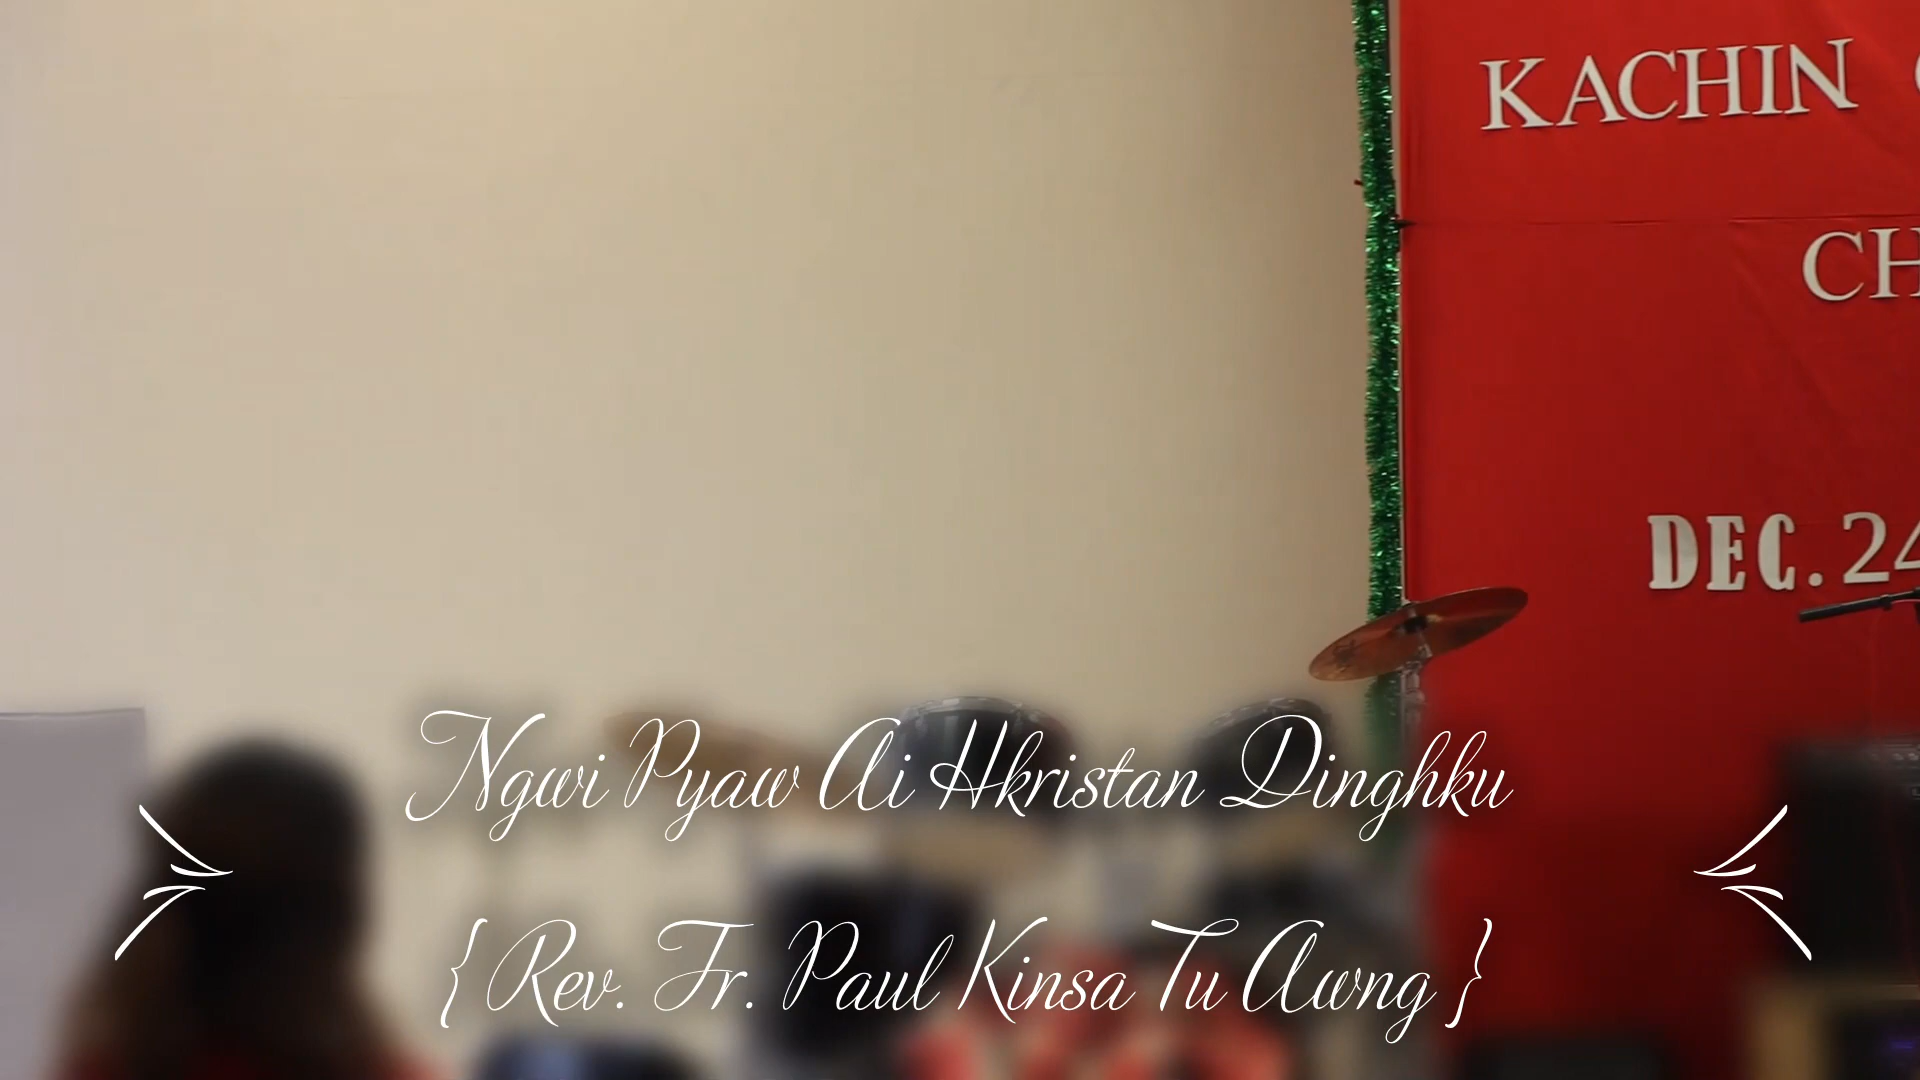 KACHIN
CH
DEC. 24
Ngwi Pyaw Ai Hkristan Dinghku
{ Rev. Fr. Paul Kinsa Tu Awng }